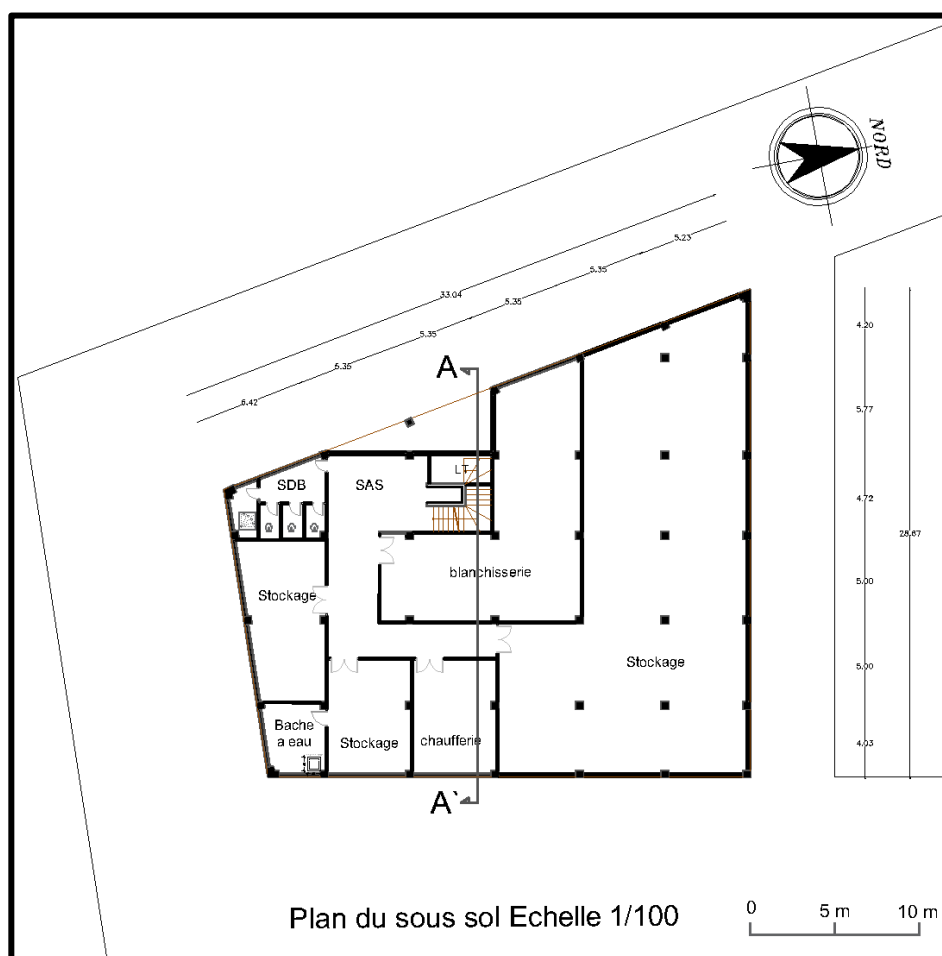 NORD
5.23
5.35
33.04
5.35
5.35
5.35
6.42
4.20
5.77
4.72
28.67
5.00
5.00
4.03
A
LT
SDB
SAS
blanchisserie
Stockage
Stockage
Bache
a eau
Stockage
chaufferie
A`
Plan du sous sol Echelle 1/100
0 5 m 10 m